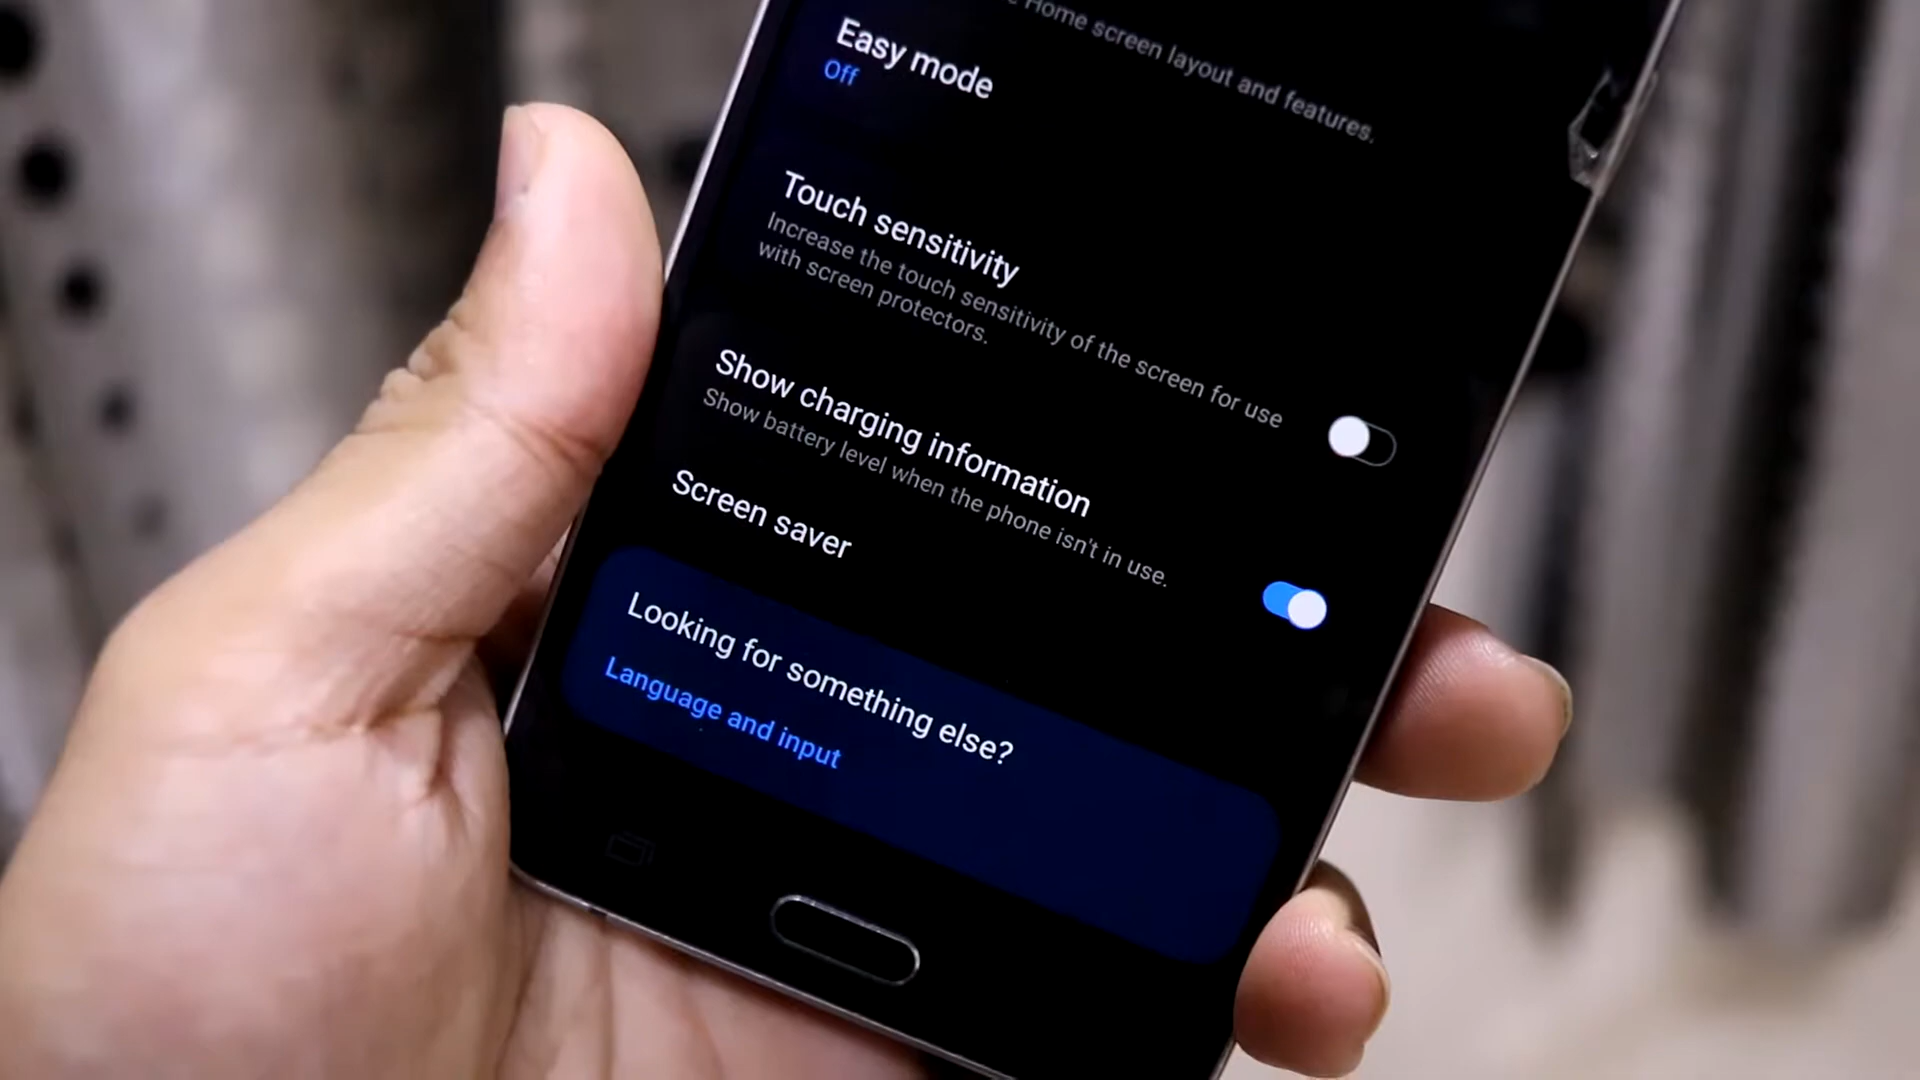 Home screen layout and features.
Easy mode
Off
Touch sensitivity
Increase the touch sensitivity of the screen for use
with screen protectors.
Show charging information
Show battery level when the phone isn't in use.
Screen saver
Looking for something else?
Language and input